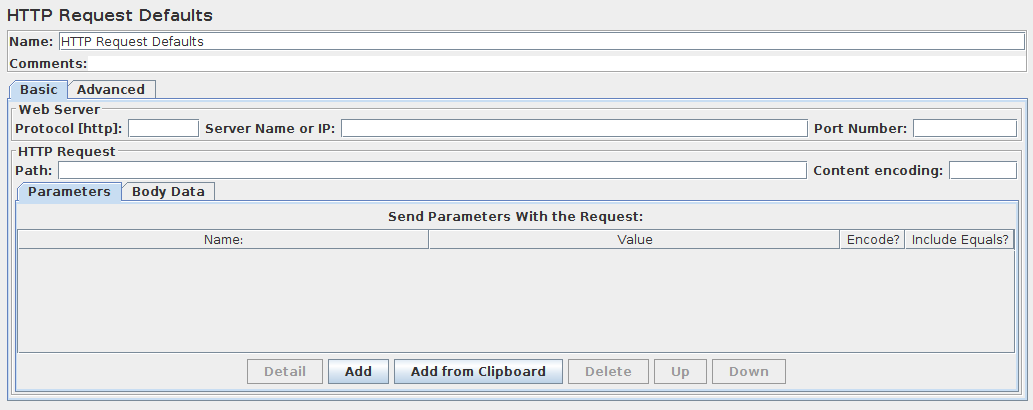 HTTP Request Defaults
Name: HTTP Request Defaults
Comments:
Basic Advanced
Web Server
Protocol [http]: Server Name or IP: Port Number:
HTTP Request
Path: Content encoding:
Parameters Body Data
Send Parameters With the Request:
Name: Value Encode? Include Equals?
Detail Add Add from Clipboard Delete Up Down